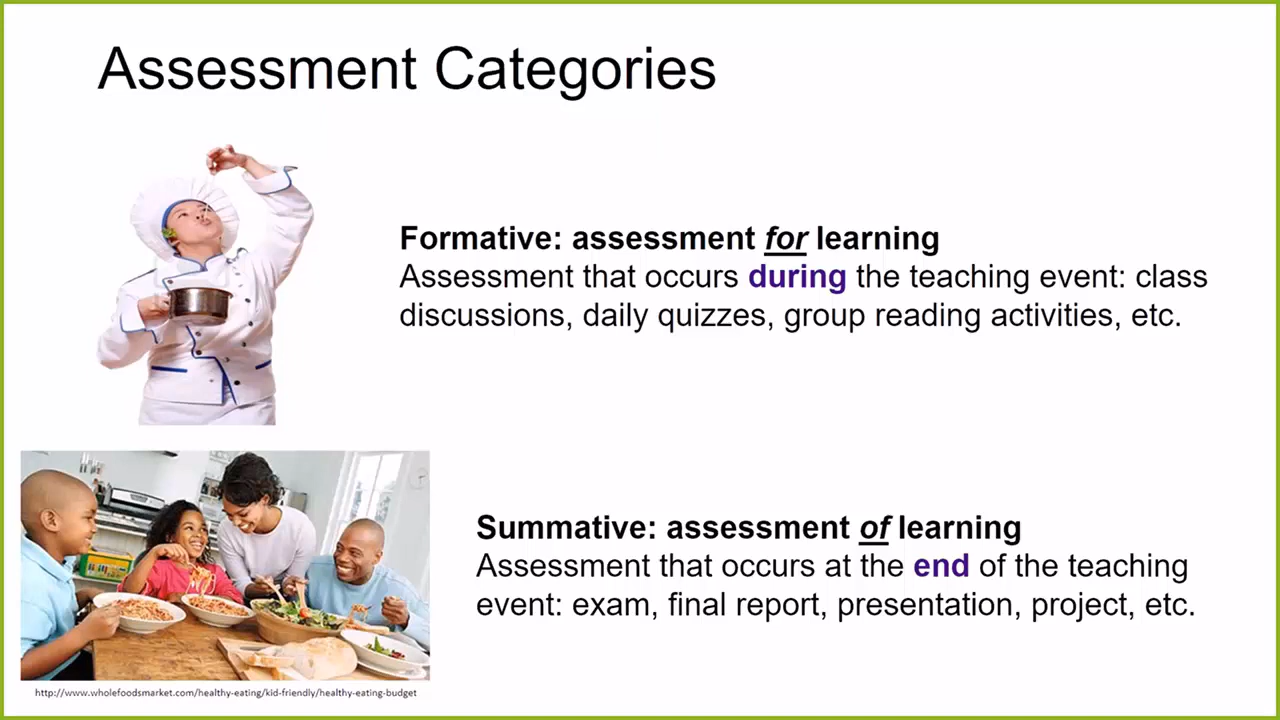 Assessment Categories
Formative: assessment for learning
Assessment that occurs during the teaching event: class
discussions, daily quizzes, group reading activities, etc.
Summative: assessment of learning
Assessment that occurs at the end of the teaching
event: exam, final report, presentation, project, etc.
http://www.wholefoodsmarket.com/healthy-eating/kid-friendly/healthy-eating-budget